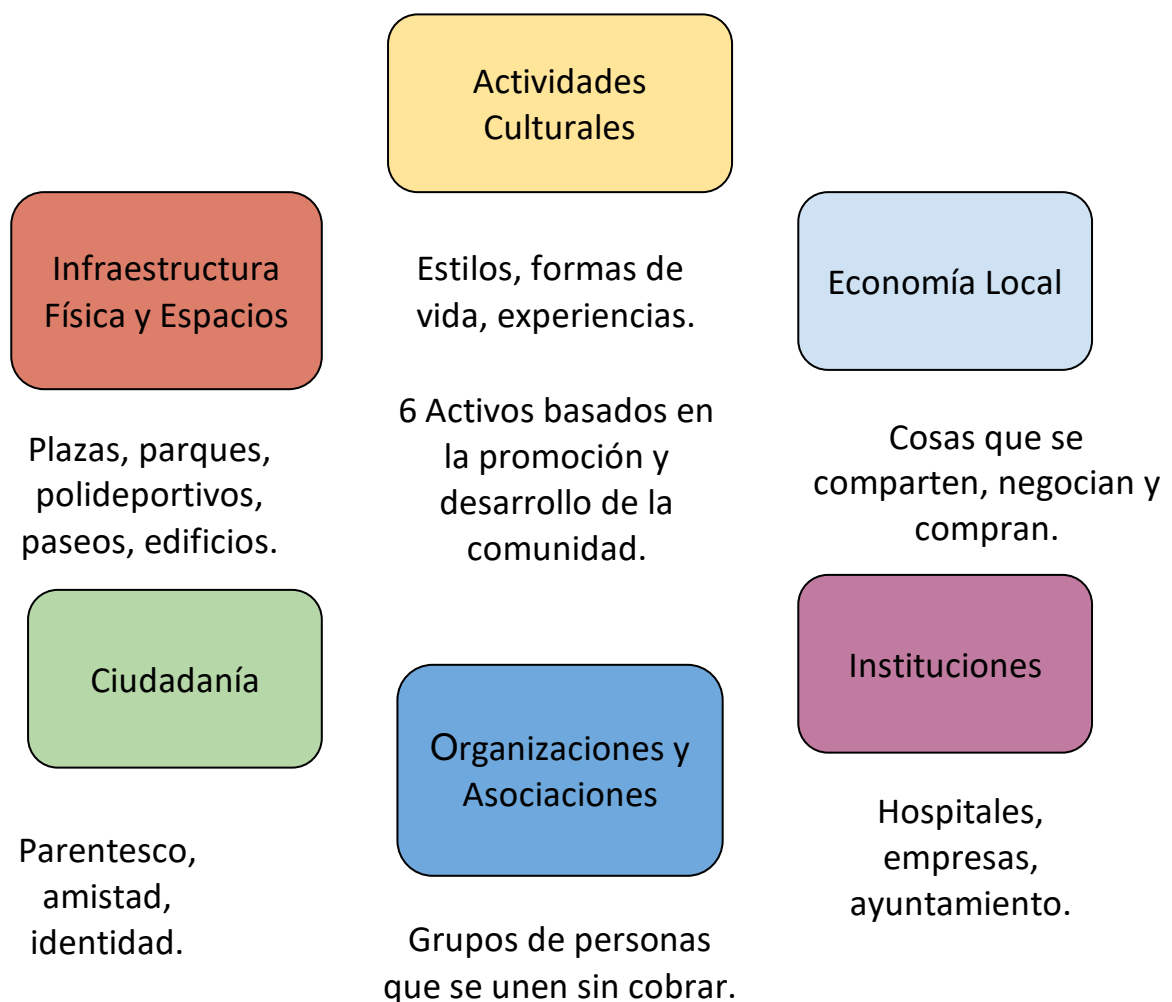 Actividades
Culturales
Infraestructura
Física y Espacios
Estilos, formas de
vida, experiencias.
Economía Local
6 Activos basados en
la promoción y
desarrollo de la
comunidad.
Plazas, parques,
polideportivos,
paseos, edificios.
Cosas que se
comparten, negocian y
compran.
Ciudadanía
Organizaciones y
Asociaciones
Instituciones
Parentesco,
amistad,
identidad.
Hospitales,
empresas,
ayuntamiento.
Grupos de personas
que se unen sin cobrar.